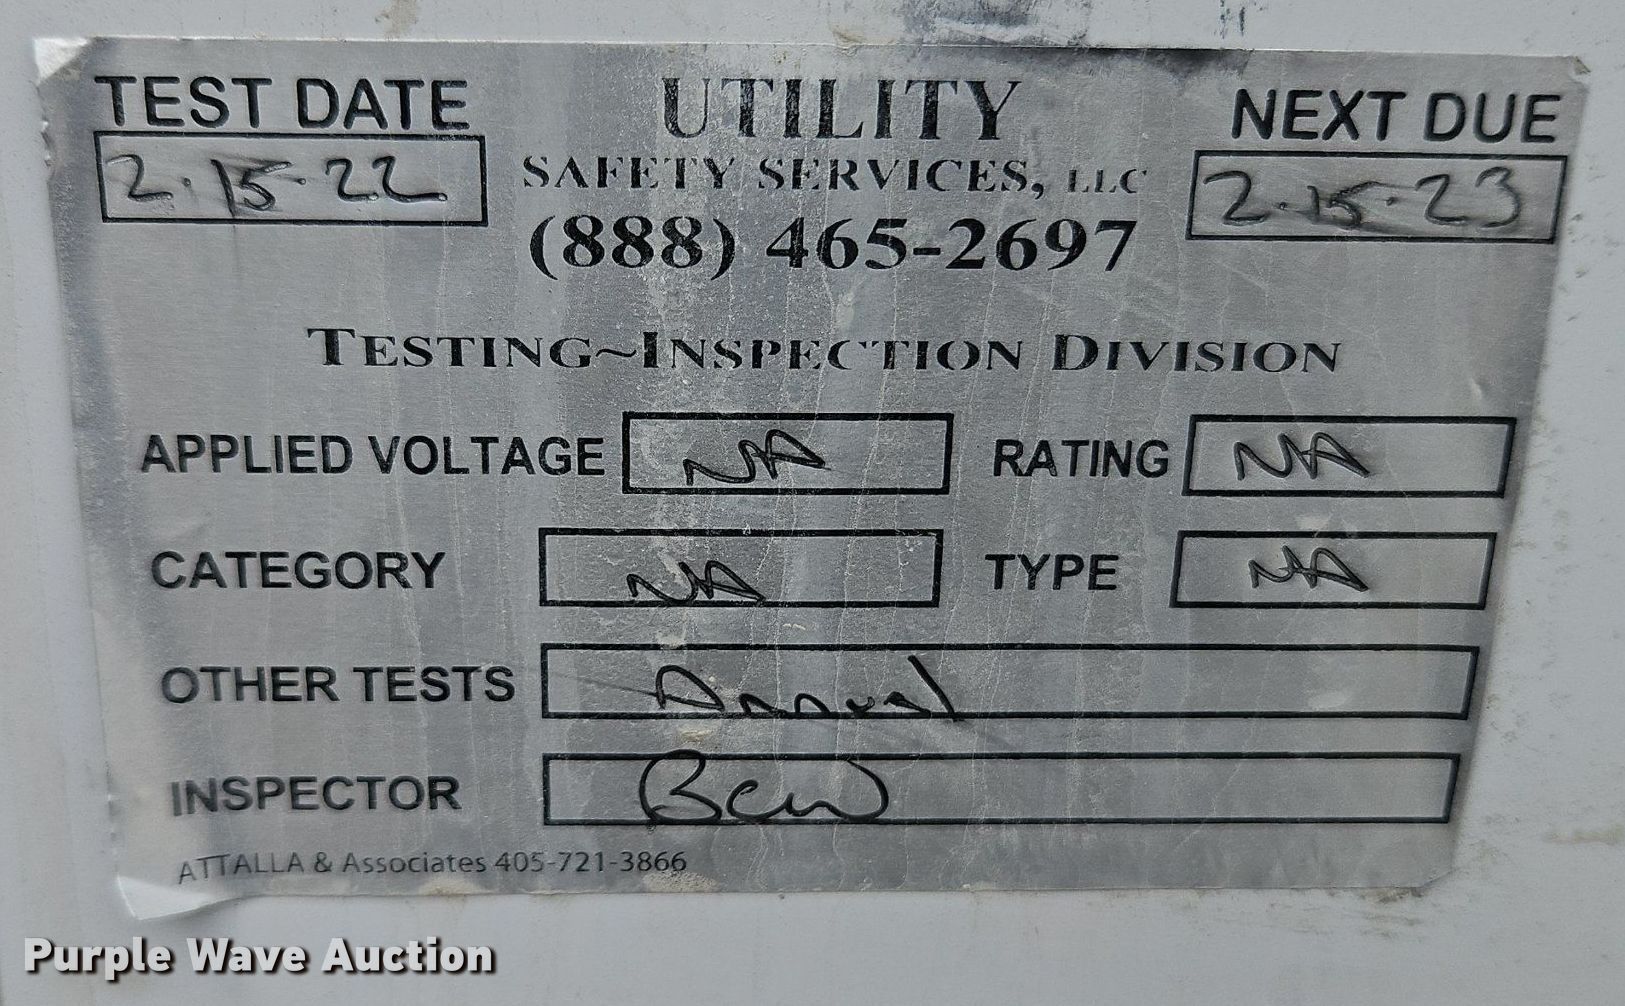 TEST DATE UTILITY NEXT DUE
2.15.22 SAFETY SERVICES, LLC 2.15.23
(888) 465-2697
TESTING~INSPECTION DIVISION
APPLIED VOLTAGE NA RATING NA
CATEGORY NA TYPE NA
OTHER TESTS Annual
INSPECTOR BCW
ATTALLA & Associates 405-721-3866
Purple Wave Auction